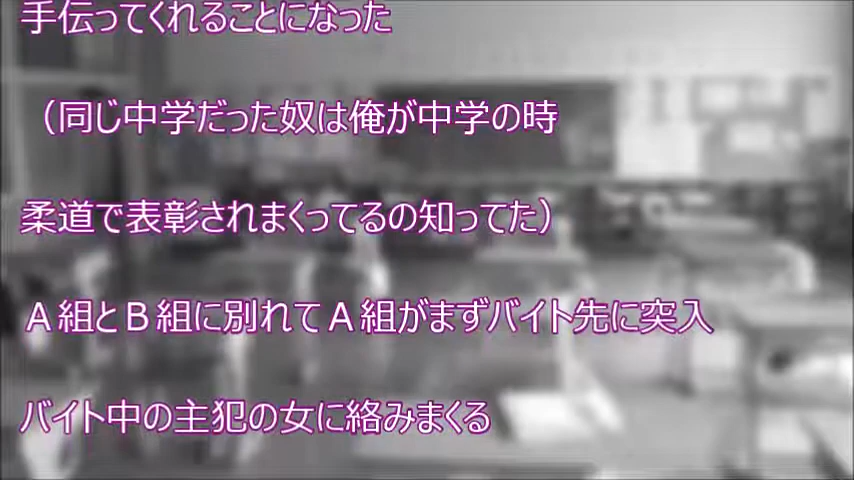 手伝ってくれることになった
（同じ中学だった奴は俺が中学の時
柔道で表彰されまくってるの知ってた）
Ａ組とＢ組に別れてＡ組がまずバイト先に突入
バイト中の主犯の女に絡みまくる